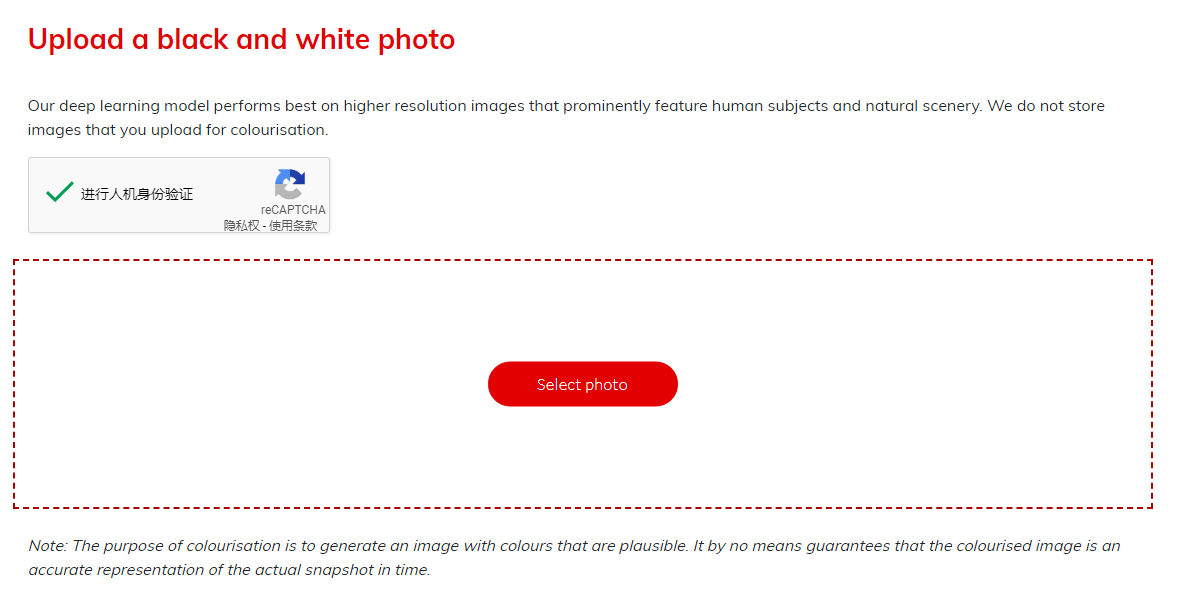 Upload a black and white photo
Our deep learning model performs best on higher resolution images that prominently feature human subjects and natural scenery. We do not store
images that you upload for colourisation.
进行人机身份验证
reCAPTCHA
隐私权 - 使用条款
Select photo
Note: The purpose of colourisation is to generate an image with colours that are plausible. It by no means guarantees that the colourised image is an
accurate representation of the actual snapshot in time.